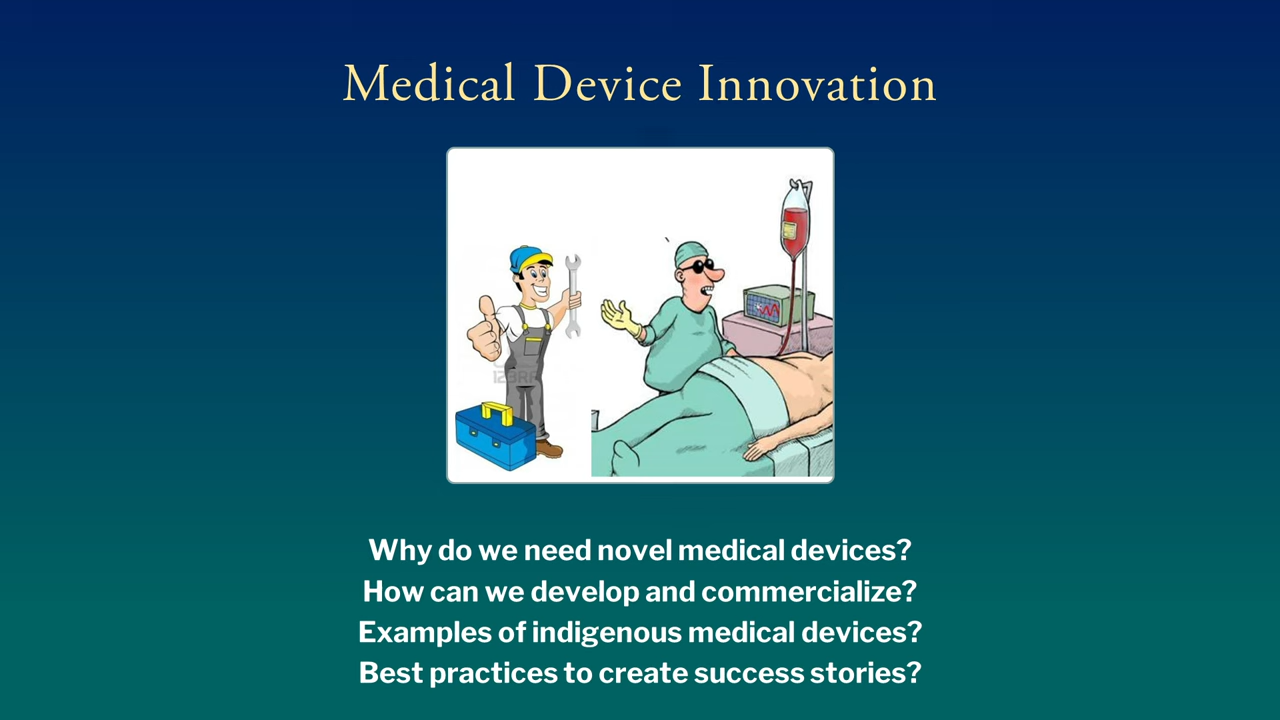 Medical Device Innovation
Why do we need novel medical devices?
How can we develop and commercialize?
Examples of indigenous medical devices?
Best practices to create success stories?